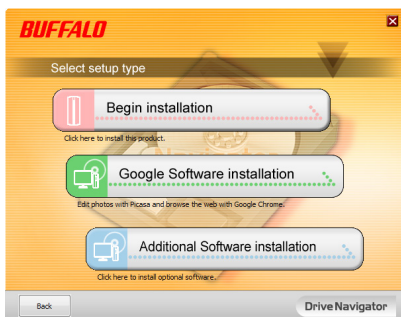 BUFFALO
Select setup type
Begin installation
Click here to install this product.
Google Software installation
Edit photos with Picasa and browse the web with Google Chrome.
Additional Software installation
Click here to install optional software.
Back
DriveNavigator